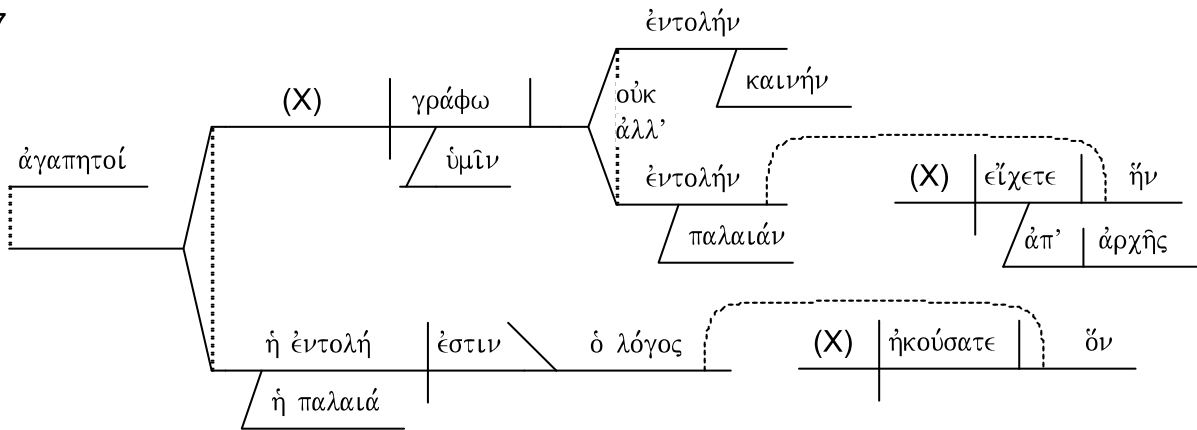 7
ἐντολήν
καινήν
(X) γράφω
οὐκ
ἀλλ’
ὑμῖν
ἀγαπητοί
ἐντολήν
(X) εἴχετε ἥν
παλαιάν
ἀπ’ ἀρχῆς
ἡ ἐντολή ἐστιν ὁ λόγος
(X) ἠκούσατε ὅν
ἡ παλαιά